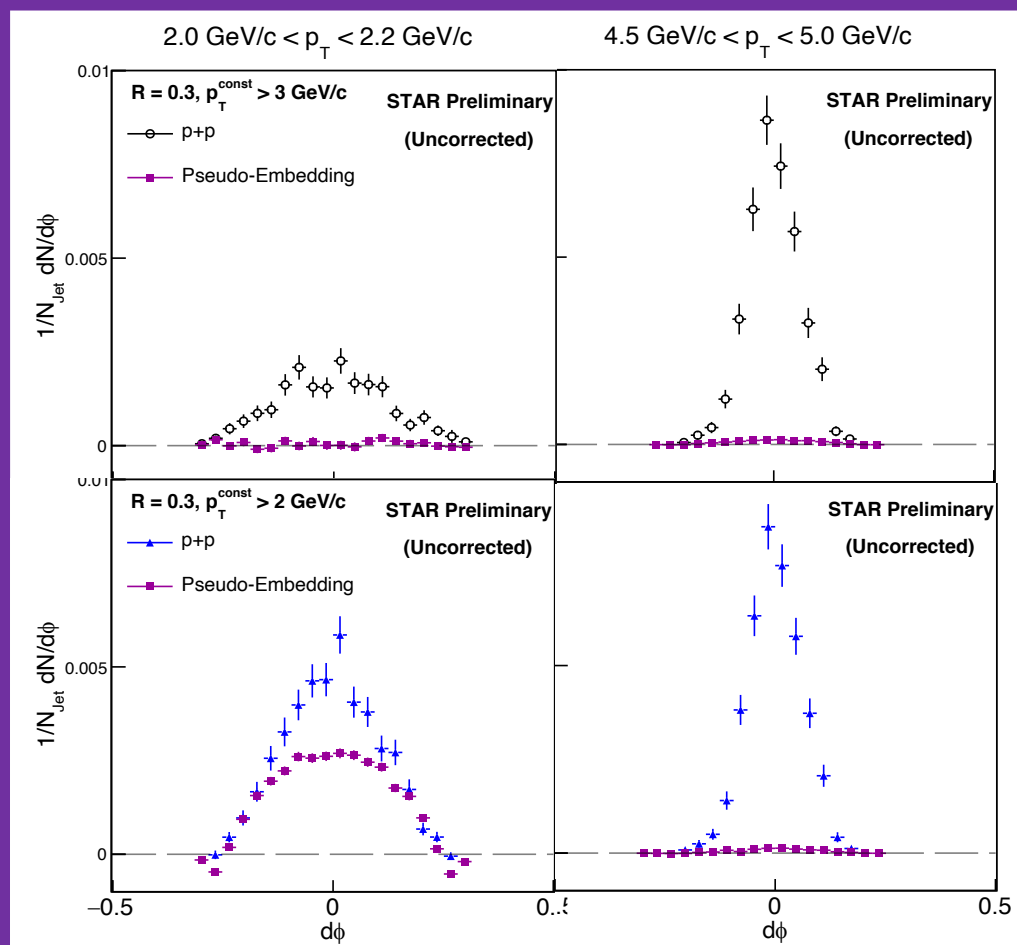 2.0 GeV/c < p_T < 2.2 GeV/c
4.5 GeV/c < p_T < 5.0 GeV/c
0.01
R = 0.3, p_T^const > 3 GeV/c
STAR Preliminary
(Uncorrected)
p+p
Pseudo-Embedding
0.005
0
1/N_Jet dN/dϕ
STAR Preliminary
(Uncorrected)
0.01
R = 0.3, p_T^const > 2 GeV/c
STAR Preliminary
(Uncorrected)
p+p
Pseudo-Embedding
0.005
0
1/N_Jet dN/dϕ
STAR Preliminary
(Uncorrected)
−0.5
0
0.5
0
0.5
dϕ
dϕ